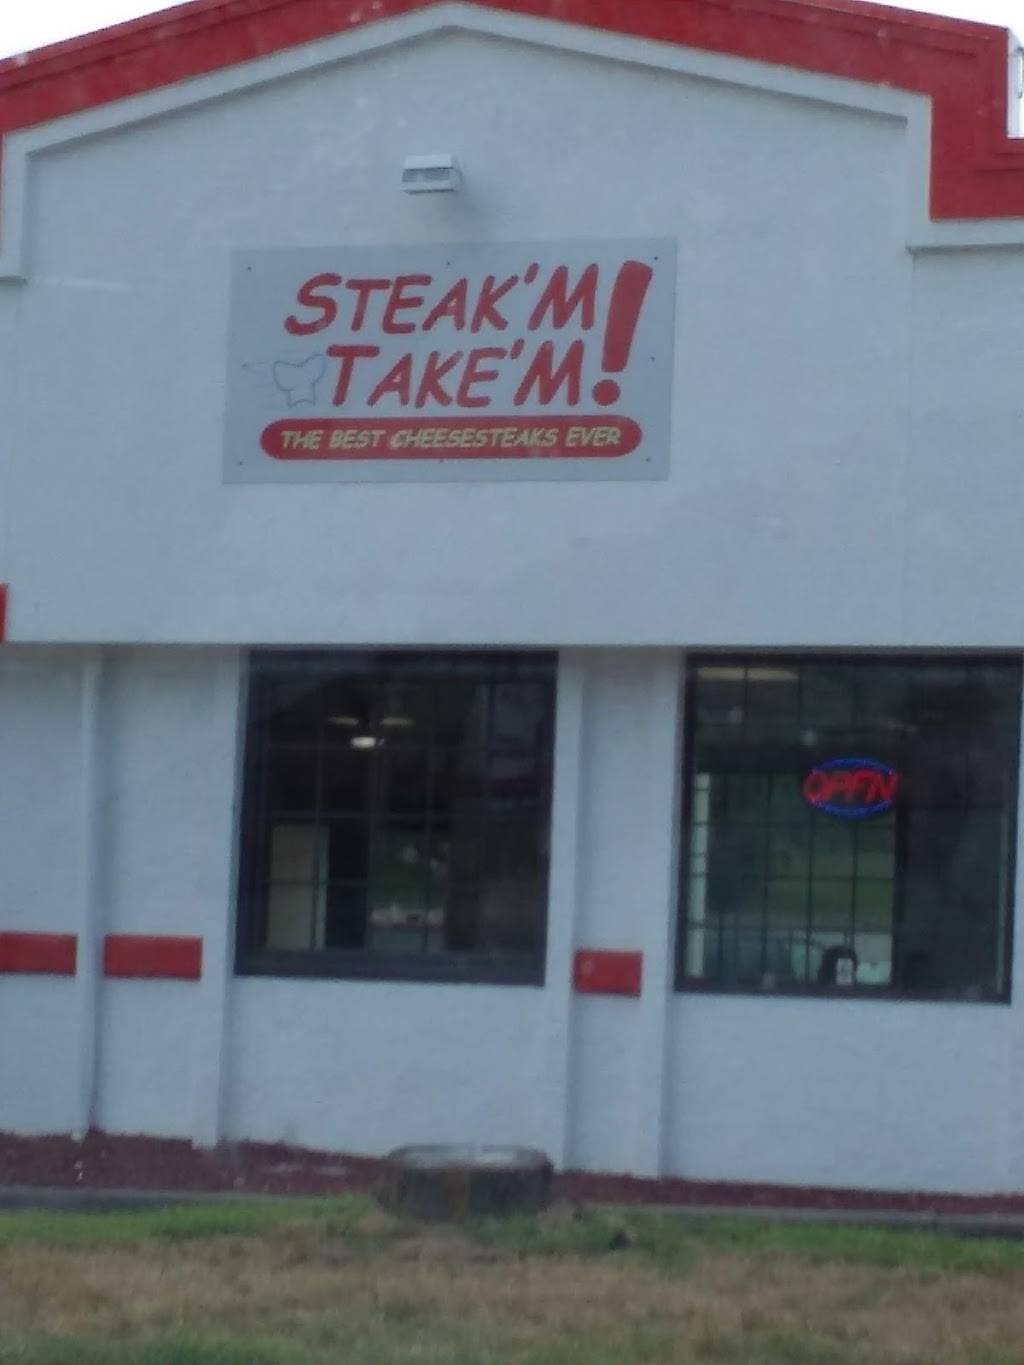 STEAK'M
TAKE'M!
THE BEST CHEESESTEAKS EVER
OPEN